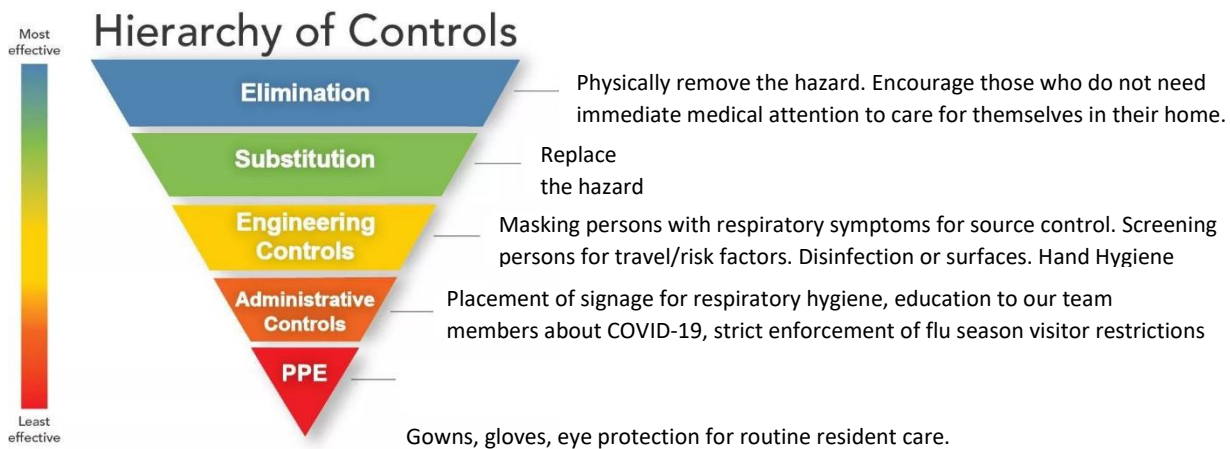 Hierarchy of Controls
Most
effective
Elimination
Physically remove the hazard. Encourage those who do not need
immediate medical attention to care for themselves in their home.
Substitution
Replace
the hazard
Engineering
Controls
Masking persons with respiratory symptoms for source control. Screening
persons for travel/risk factors. Disinfection or surfaces. Hand Hygiene
Administrative
Controls
Placement of signage for respiratory hygiene, education to our team
members about COVID-19, strict enforcement of flu season visitor restrictions
PPE
Gowns, gloves, eye protection for routine resident care.
Least
effective